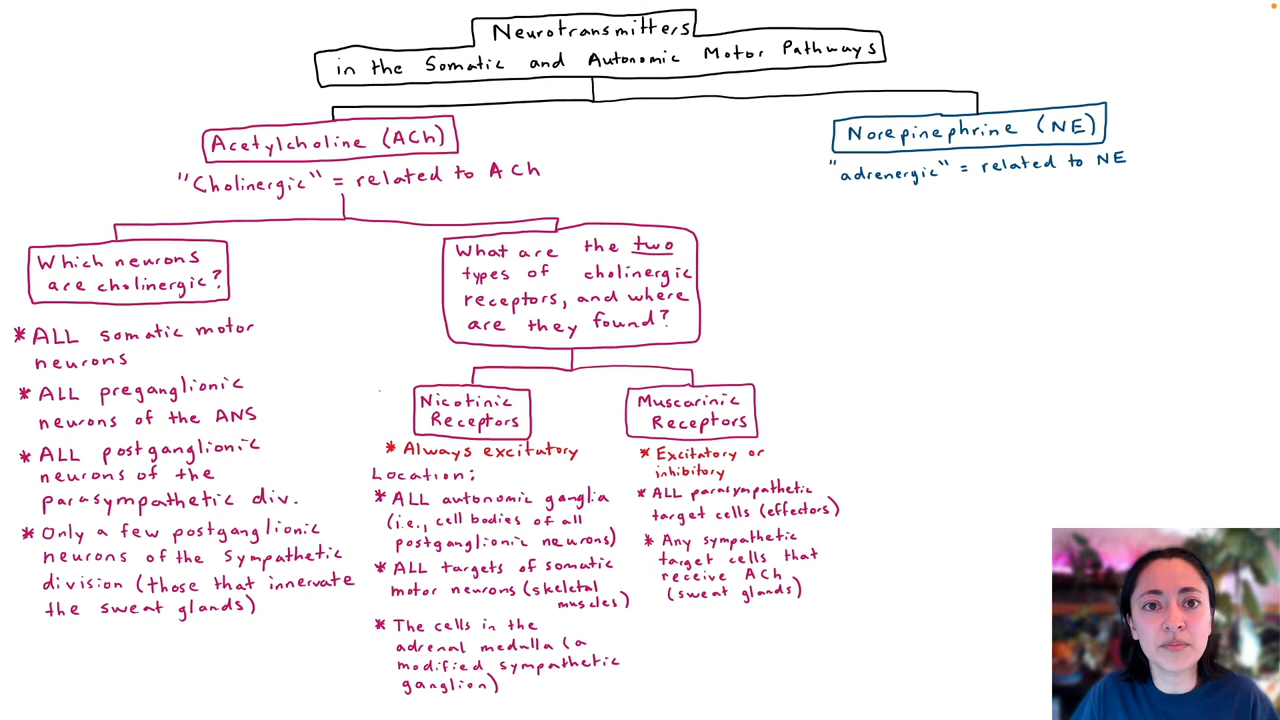 Neurotransmitters
in the Somatic and Autonomic Motor Pathways
Acetylcholine (ACh)
"Cholinergic" = related to ACh
Norepinephrine (NE)
"adrenergic" = related to NE
Which neurons
are cholinergic?
* ALL somatic motor
neurons
* ALL preganglionic
neurons of the ANS
* ALL postganglionic
neurons of the
parasympathetic div.
* Only a few postganglionic
neurons of the sympathetic
division (those that innervate
the sweat glands)
What are the two
types of cholinergic
receptors, and where
are they found?
Nicotinic
Receptors
* Always excitatory
Location:
* ALL autonomic ganglia
(i.e., cell bodies of all
postganglionic neurons)
* ALL targets of somatic
motor neurons (skeletal
muscles)
* The cells in the
adrenal medulla (a
modified sympathetic
ganglion)
Muscarinic
Receptors
* Excitatory or
inhibitory
* ALL parasympathetic
target cells (effectors)
* Any sympathetic
target cells that
receive ACh
(sweat glands)